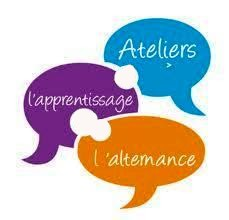 Ateliers
>
l'apprentissage
l 'alternance